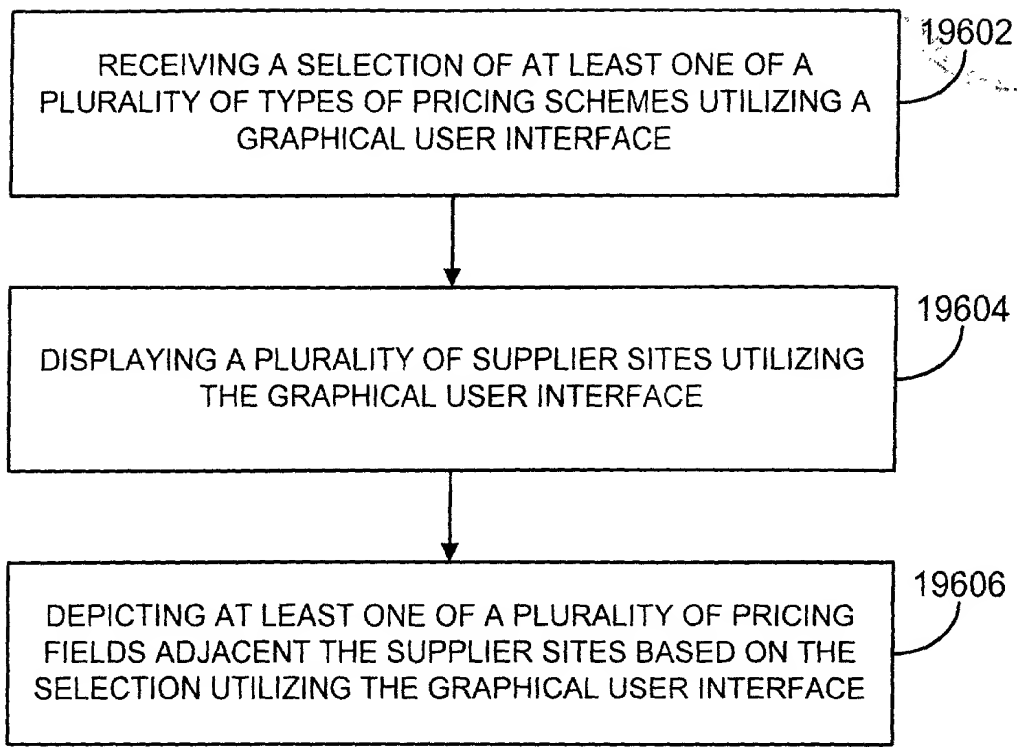 19602
RECEIVING A SELECTION OF AT LEAST ONE OF A
PLURALITY OF TYPES OF PRICING SCHEMES UTILIZING A
GRAPHICAL USER INTERFACE
19604
DISPLAYING A PLURALITY OF SUPPLIER SITES UTILIZING
THE GRAPHICAL USER INTERFACE
19606
DEPICTING AT LEAST ONE OF A PLURALITY OF PRICING
FIELDS ADJACENT THE SUPPLIER SITES BASED ON THE
SELECTION UTILIZING THE GRAPHICAL USER INTERFACE